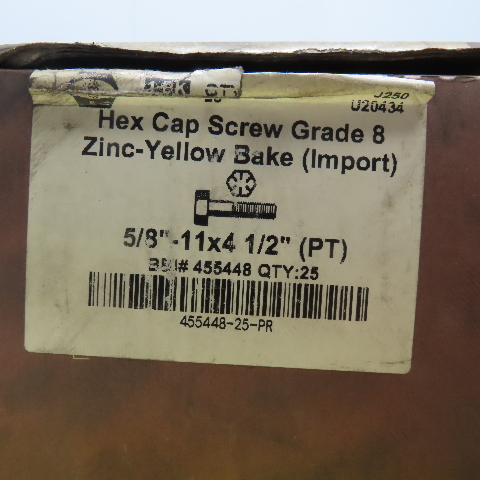 J250
U20434
Hex Cap Screw Grade 8
Zinc-Yellow Bake (Import)
5/8"-11x4 1/2" (PT)
# 455448 QTY:25
455448-25-PR